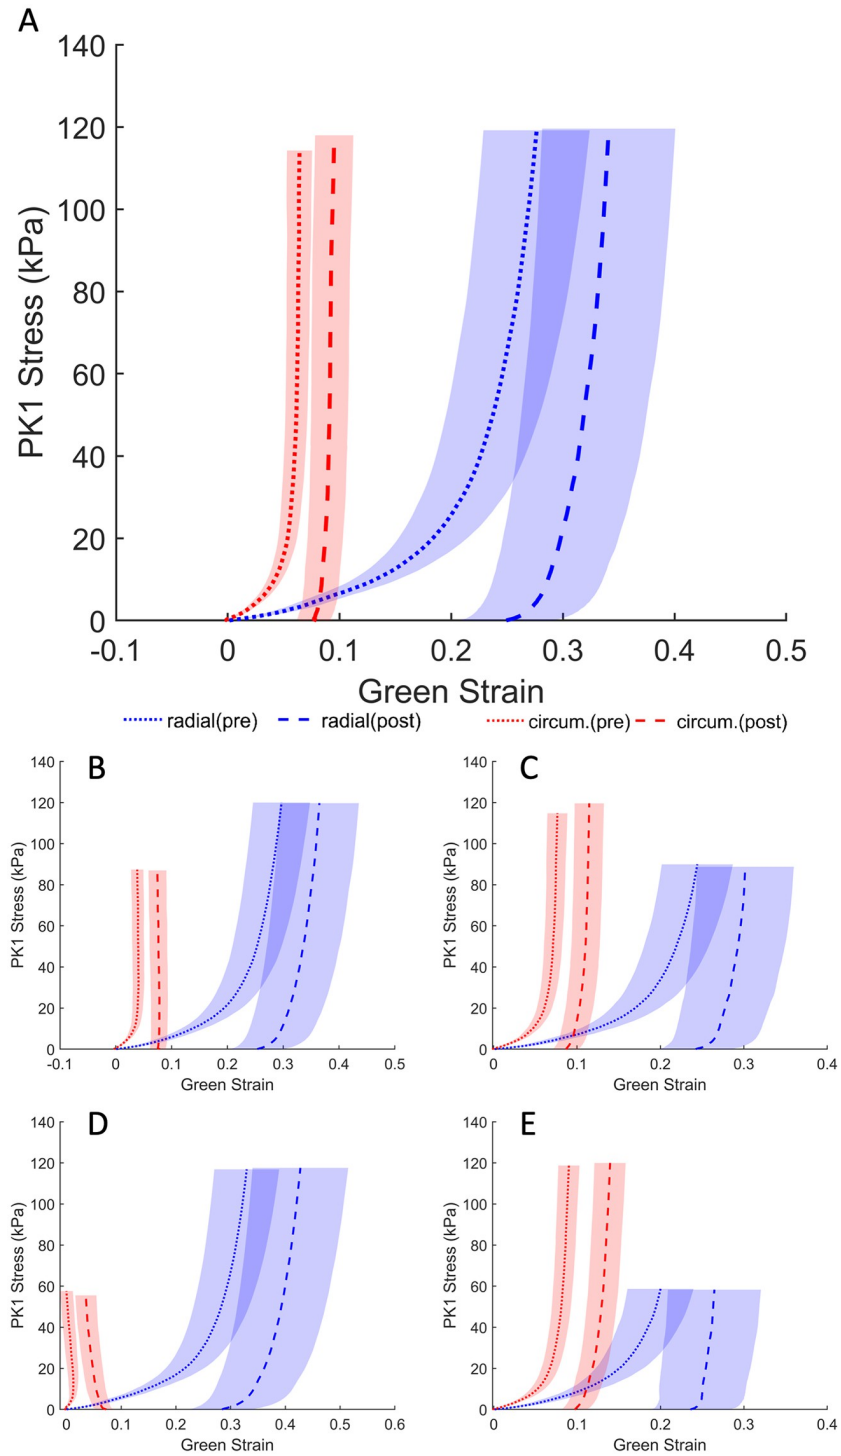 A
140
120
100
80
60
40
20
0
PK1 Stress (kPa)
-0.1 0 0.1 0.2 0.3 0.4 0.5
Green Strain
radial(pre) radial(post) circum.(pre) circum.(post)
B
140
120
100
80
60
40
20
0
PK1 Stress (kPa)
-0.1 0 0.1 0.2 0.3 0.4 0.5
Green Strain
C
140
120
100
80
60
40
20
0
PK1 Stress (kPa)
0 0.1 0.2 0.3 0.4
Green Strain
D
140
120
100
80
60
40
20
0
PK1 Stress (kPa)
0 0.1 0.2 0.3 0.4 0.5 0.6
Green Strain
E
140
120
100
80
60
40
20
0
PK1 Stress (kPa)
0 0.1 0.2 0.3 0.4
Green Strain